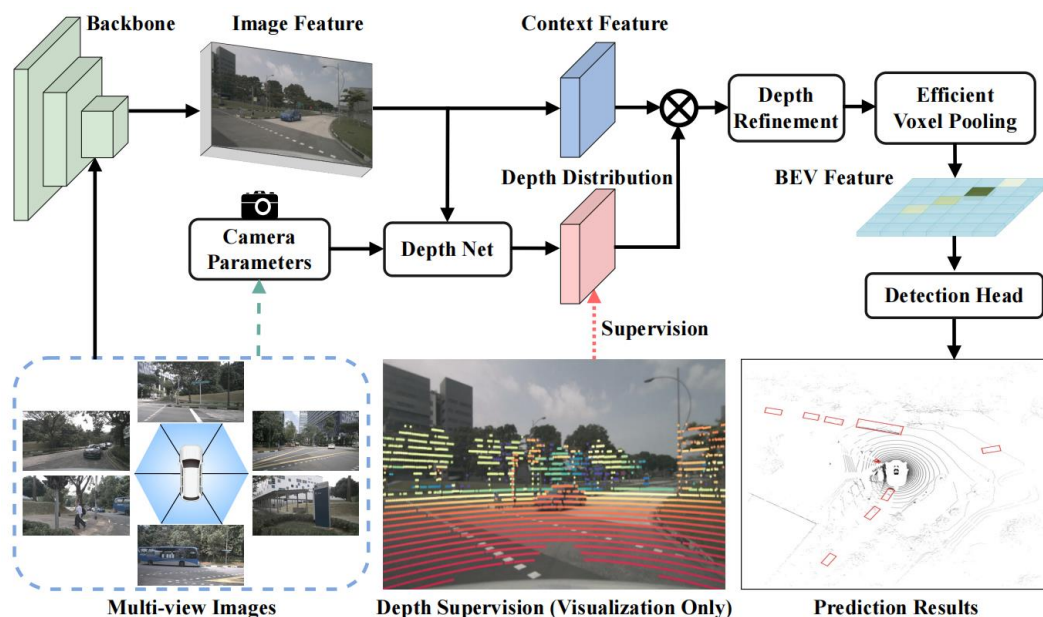 Backbone
Image Feature
Context Feature
Depth
Refinement
Efficient
Voxel Pooling
Depth Distribution
BEV Feature
Camera
Parameters
Depth Net
Detection Head
Supervision
Multi-view Images
Depth Supervision (Visualization Only)
Prediction Results